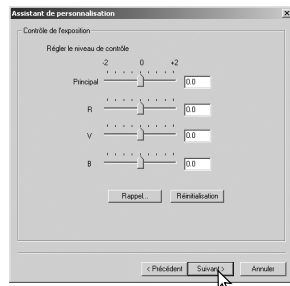 Assistant de personnalisation
Contrôle de l'exposition
Régler le niveau de contrôle
-2 0 +2
Principal 0.0
R 0.0
V 0.0
B 0.0
Rappel... Réinitialisation
< Précédent Suivant > Annuler